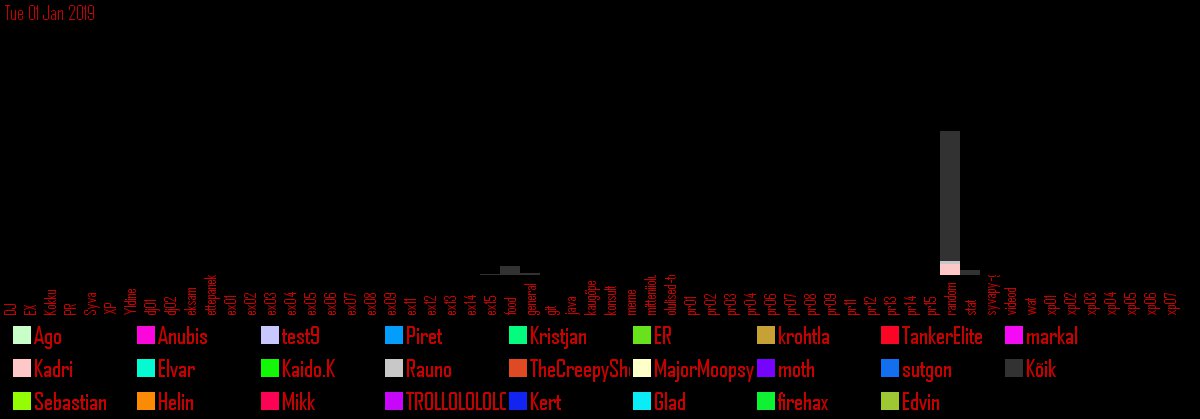 Tue 01 Jan 2019
DJ EX Kokku PR Syva XP Yldine dj01 dj02 eksam ettepanek ex01 ex02 ex03 ex04 ex05 ex06 ex07 ex08 ex09 ex11 ex12 ex13 ex14 ex15 food general git java kaugõpe konsult meme olulised-t pr01 pr02 pr03 pr04 pr06 pr07 pr08 pr09 pr11 pr12 pr13 pr14 pr15 random stat videod wat xp01 xp02 xp03 xp04 xp05 xp06 xp07
Ago Anubis test9 Piret Kristjan ER krohtla TankerElite markal
Kadri Elvar Kaido.K Rauno TheCreepySh MajorMoopsy moth sutgon Kõik
Sebastian Helin Mikk TROLLOLOLOLO Kert Glad firehax Edvin